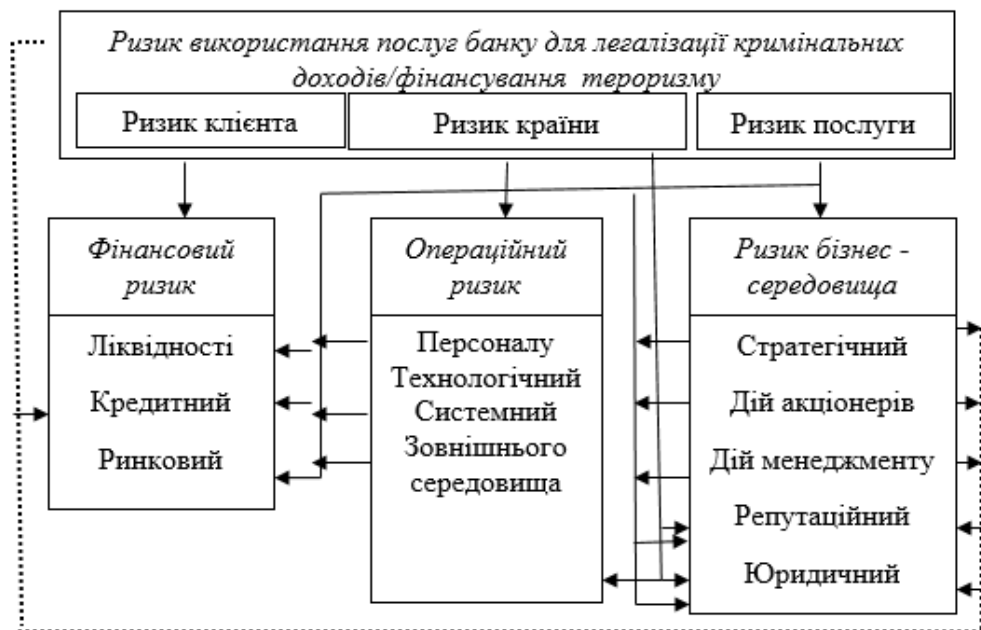 Ризик використання послуг банку для легалізації кримінальних
доходів/фінансування тероризму
Ризик клієнта
Ризик країни
Ризик послуги
Фінансовий
ризик
Ліквідності
Кредитний
Ринковий
Операційний
ризик
Персоналу
Технологічний
Системний
Зовнішнього
середовища
Ризик бізнес -
середовища
Стратегічний
Дій акціонерів
Дій менеджменту
Репутаційний
Юридичний